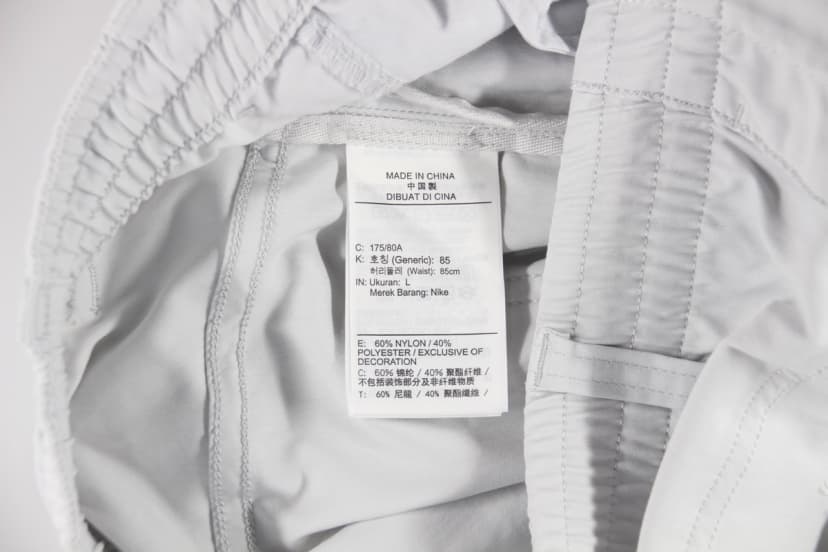 MADE IN CHINA
中国製
DIBUAT DI CINA
C: 175/80A
K: 호칭 (Generic): 85
허리둘레 (Waist): 85cm
IN: Ukuran: L
Merek Barang: Nike
E: 60% NYLON / 40%
POLYESTER / EXCLUSIVE OF
DECORATION
C: 60% 锦纶 / 40% 聚酯纤维 /
不包括装饰部分及非纤维物质
T: 60% 尼龍 / 40% 聚酯纖維 /